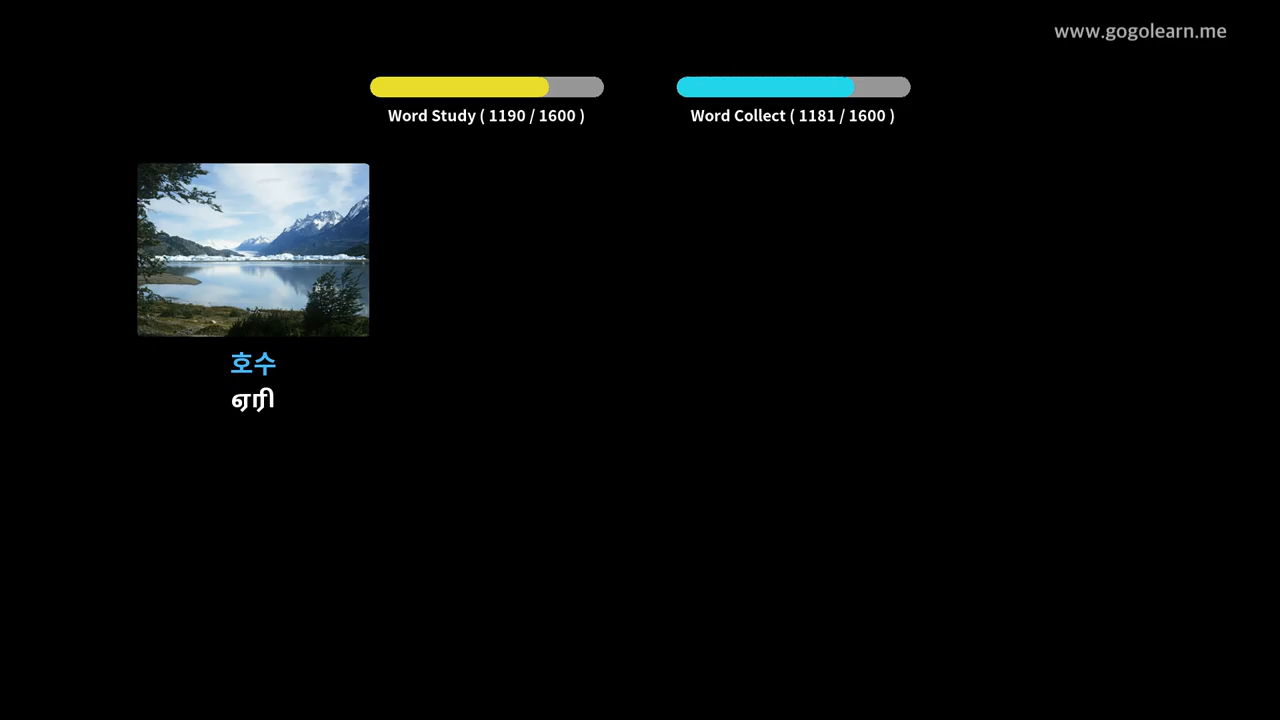 www.gogolearn.me
Word Study ( 1190 / 1600 )
Word Collect ( 1181 / 1600 )
호수
ஏரி